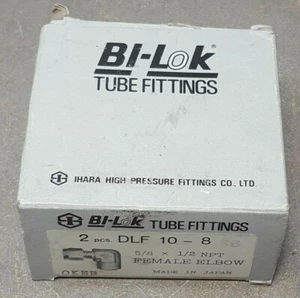 BI-LOK
TUBE FITTINGS
IHARA HIGH PRESSURE FITTINGS CO., LTD.
BI-LOK TUBE FITTINGS
2 pcs. DLF 10 - 8
5/8 × 1/2 NPT
FEMALE ELBOW
MADE IN JAPAN